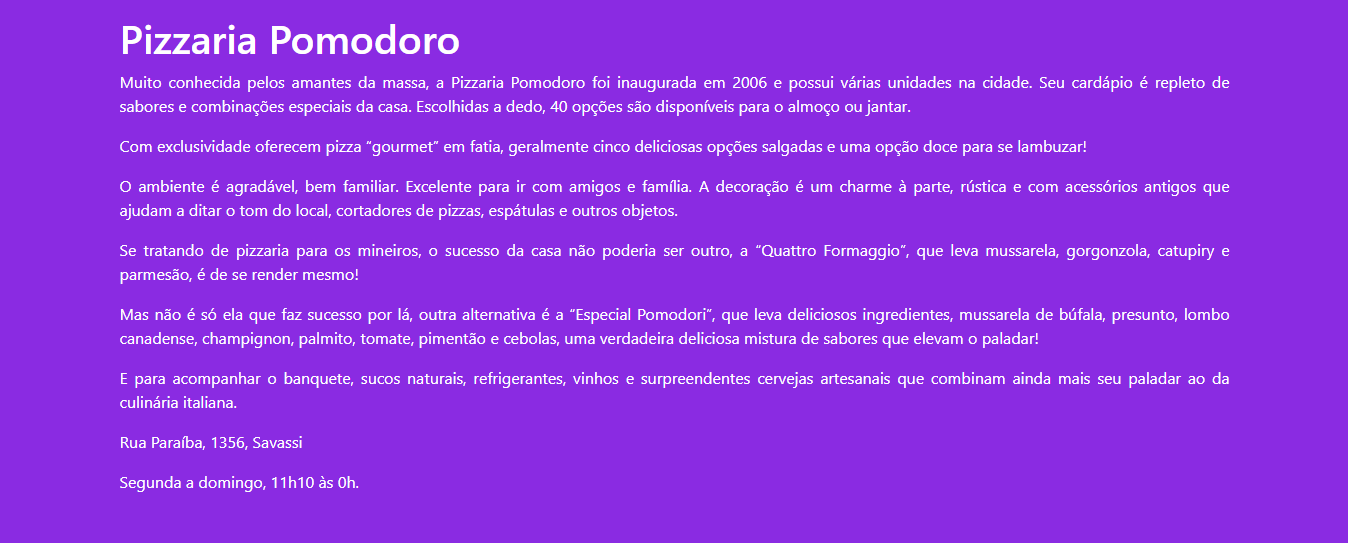 Pizzaria Pomodoro
Muito conhecida pelos amantes da massa, a Pizzaria Pomodoro foi inaugurada em 2006 e possui várias unidades na cidade. Seu cardápio é repleto de
sabores e combinações especiais da casa. Escolhidas a dedo, 40 opções são disponíveis para o almoço ou jantar.
Com exclusividade oferecem pizza “gourmet” em fatia, geralmente cinco deliciosas opções salgadas e uma opção doce para se lambuzar!
O ambiente é agradável, bem familiar. Excelente para ir com amigos e família. A decoração é um charme à parte, rústica e com acessórios antigos que
ajudam a ditar o tom do local, cortadores de pizzas, espátulas e outros objetos.
Se tratando de pizzaria para os mineiros, o sucesso da casa não poderia ser outro, a “Quattro Formaggio”, que leva mussarela, gorgonzola, catupiry e
parmesão, é de se render mesmo!
Mas não é só ela que faz sucesso por lá, outra alternativa é a “Especial Pomodori”, que leva deliciosos ingredientes, mussarela de búfala, presunto, lombo
canadense, champignon, palmito, tomate, pimentão e cebolas, uma verdadeira deliciosa mistura de sabores que elevam o paladar!
E para acompanhar o banquete, sucos naturais, refrigerantes, vinhos e surpreendentes cervejas artesanais que combinam ainda mais seu paladar ao da
culinária italiana.
Rua Paraíba, 1356, Savassi
Segunda a domingo, 11h10 às 0h.